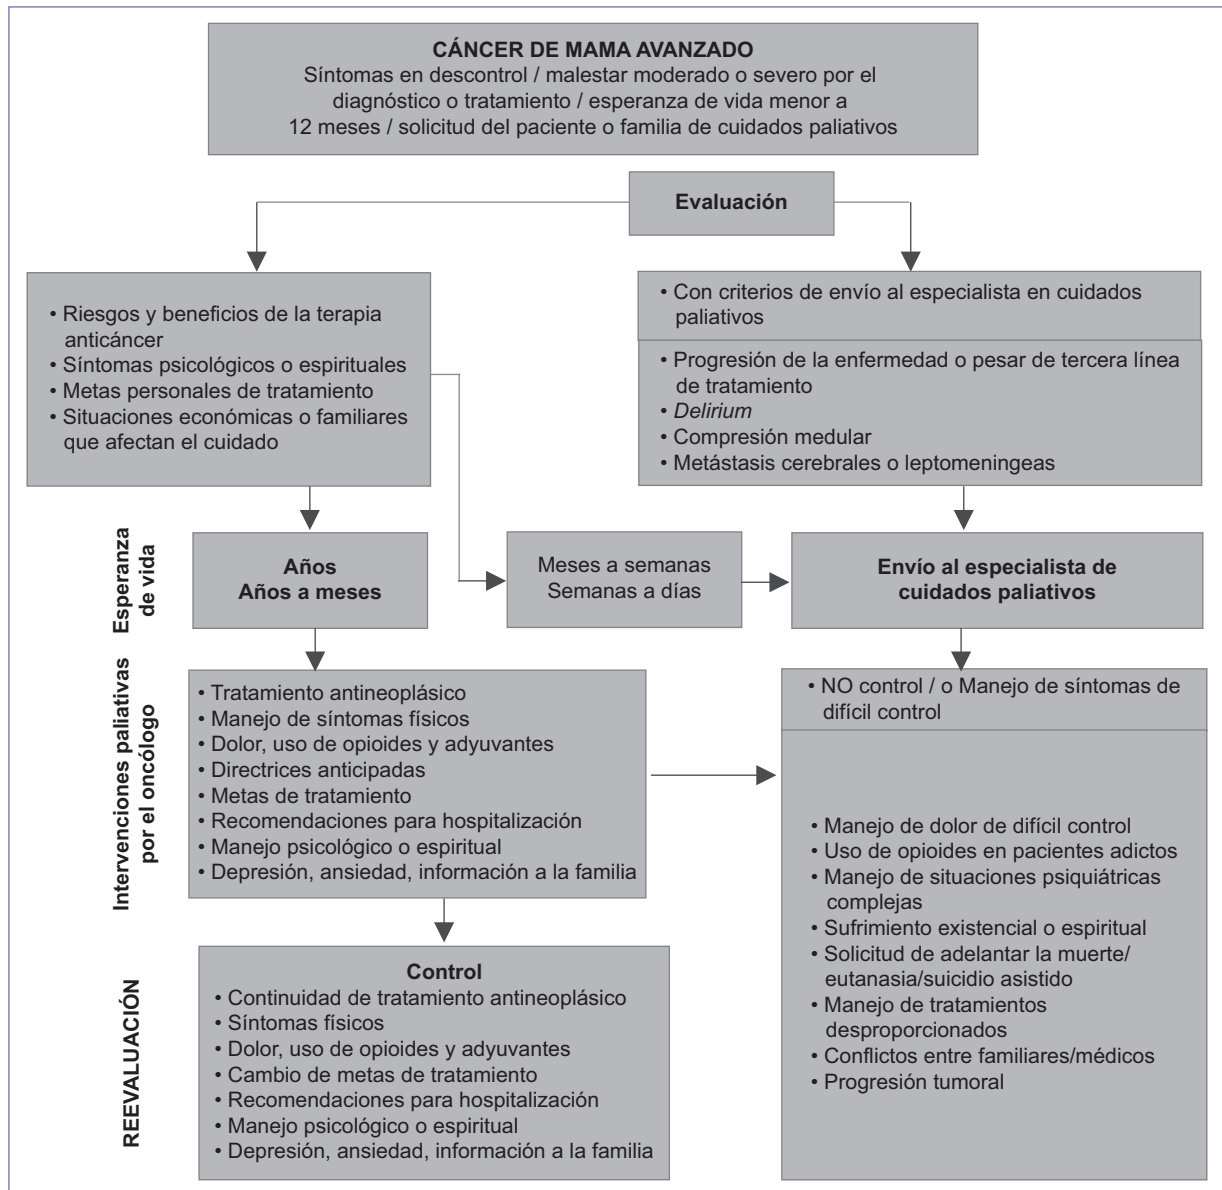 CÁNCER DE MAMA AVANZADO
Síntomas en descontrol / malestar moderado o severo por el
diagnóstico o tratamiento / esperanza de vida menor a
12 meses / solicitud del paciente o familia de cuidados paliativos
Evaluación
• Riesgos y beneficios de la terapia
anticáncer
• Síntomas psicológicos o espirituales
• Metas personales de tratamiento
• Situaciones económicas o familiares
que afectan el cuidado
• Con criterios de envío al especialista en cuidados
paliativos
• Progresión de la enfermedad o pesar de tercera línea
de tratamiento
• Delirium
• Compresión medular
• Metástasis cerebrales o leptomeningeas
Esperanza
de vida
Años
Años a meses
Meses a semanas
Semanas a días
Envío al especialista de
cuidados paliativos
Intervenciones paliativas
por el oncólogo
• Tratamiento antineoplásico
• Manejo de síntomas físicos
• Dolor, uso de opioides y adyuvantes
• Directrices anticipadas
• Metas de tratamiento
• Recomendaciones para hospitalización
• Manejo psicológico o espiritual
• Depresión, ansiedad, información a la familia
• NO control / o Manejo de síntomas de
difícil control
• Manejo de dolor de difícil control
• Uso de opioides en pacientes adictos
• Manejo de situaciones psiquiátricas
complejas
• Sufrimiento existencial o espiritual
• Solicitud de adelantar la muerte/
eutanasia/suicidio asistido
• Manejo de tratamientos
desproporcionados
• Conflictos entre familiares/médicos
• Progresión tumoral
REEVALUACIÓN
Control
• Continuidad de tratamiento antineoplásico
• Síntomas físicos
• Dolor, uso de opioides y adyuvantes
• Cambio de metas de tratamiento
• Recomendaciones para hospitalización
• Manejo psicológico o espiritual
• Depresión, ansiedad, información a la familia